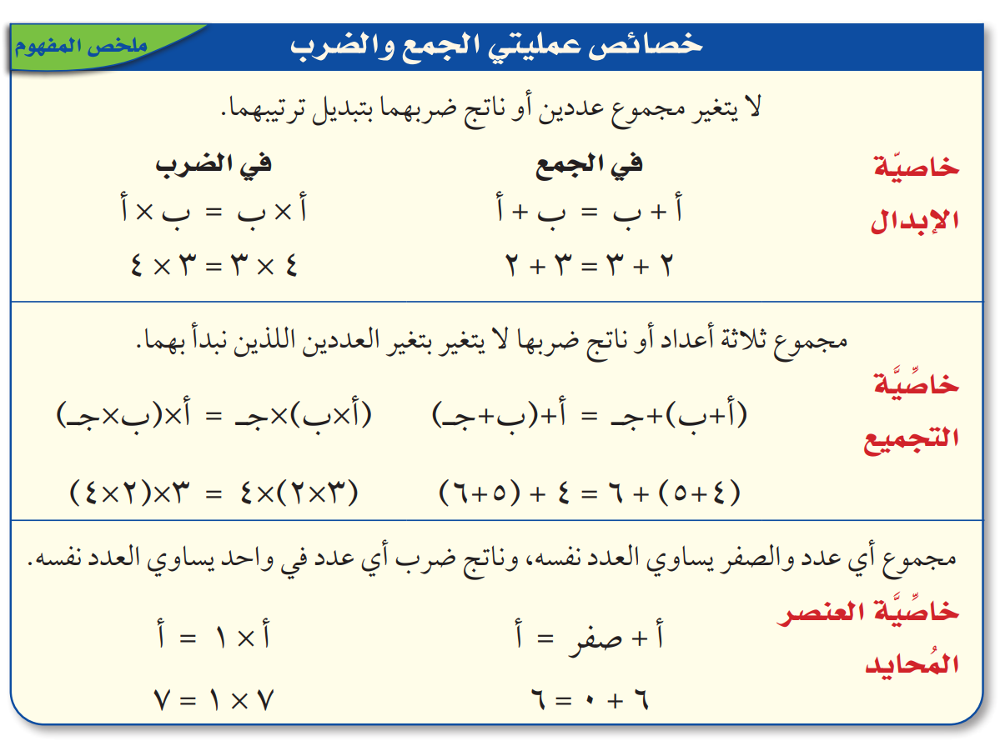 خصائص عمليتي الجمع والضرب
ملخص المفهوم
لا يتغير مجموع عددين أو ناتج ضربهما بتبديل ترتيبهما.
خاصيّة
الإبدال
في الجمع
في الضرب
أ + ب = ب + أ
أ × ب = ب × أ
٢ + ٣ = ٣ + ٢
٤ × ٣ = ٣ × ٤
مجموع ثلاثة أعداد أو ناتج ضربها لا يتغير بتغير العددين اللذين نبدأ بهما.
خاصِّيَّة
التجميع
(أ+ب)+جـ = أ+(ب+جـ)
(أ×ب)×جـ = أ×(ب×جـ)
(٤+٥) + ٦ = ٤ + (٥+٦)
(٣×٢)×٤ = ٣×(٢×٤)
مجموع أي عدد والصفر يساوي العدد نفسه، وناتج ضرب أي عدد في واحد يساوي العدد نفسه.
خاصِّيَّة العنصر
المُحايد
أ + صفر = أ
أ × ١ = أ
٦ + ٠ = ٦
٧ × ١ = ٧